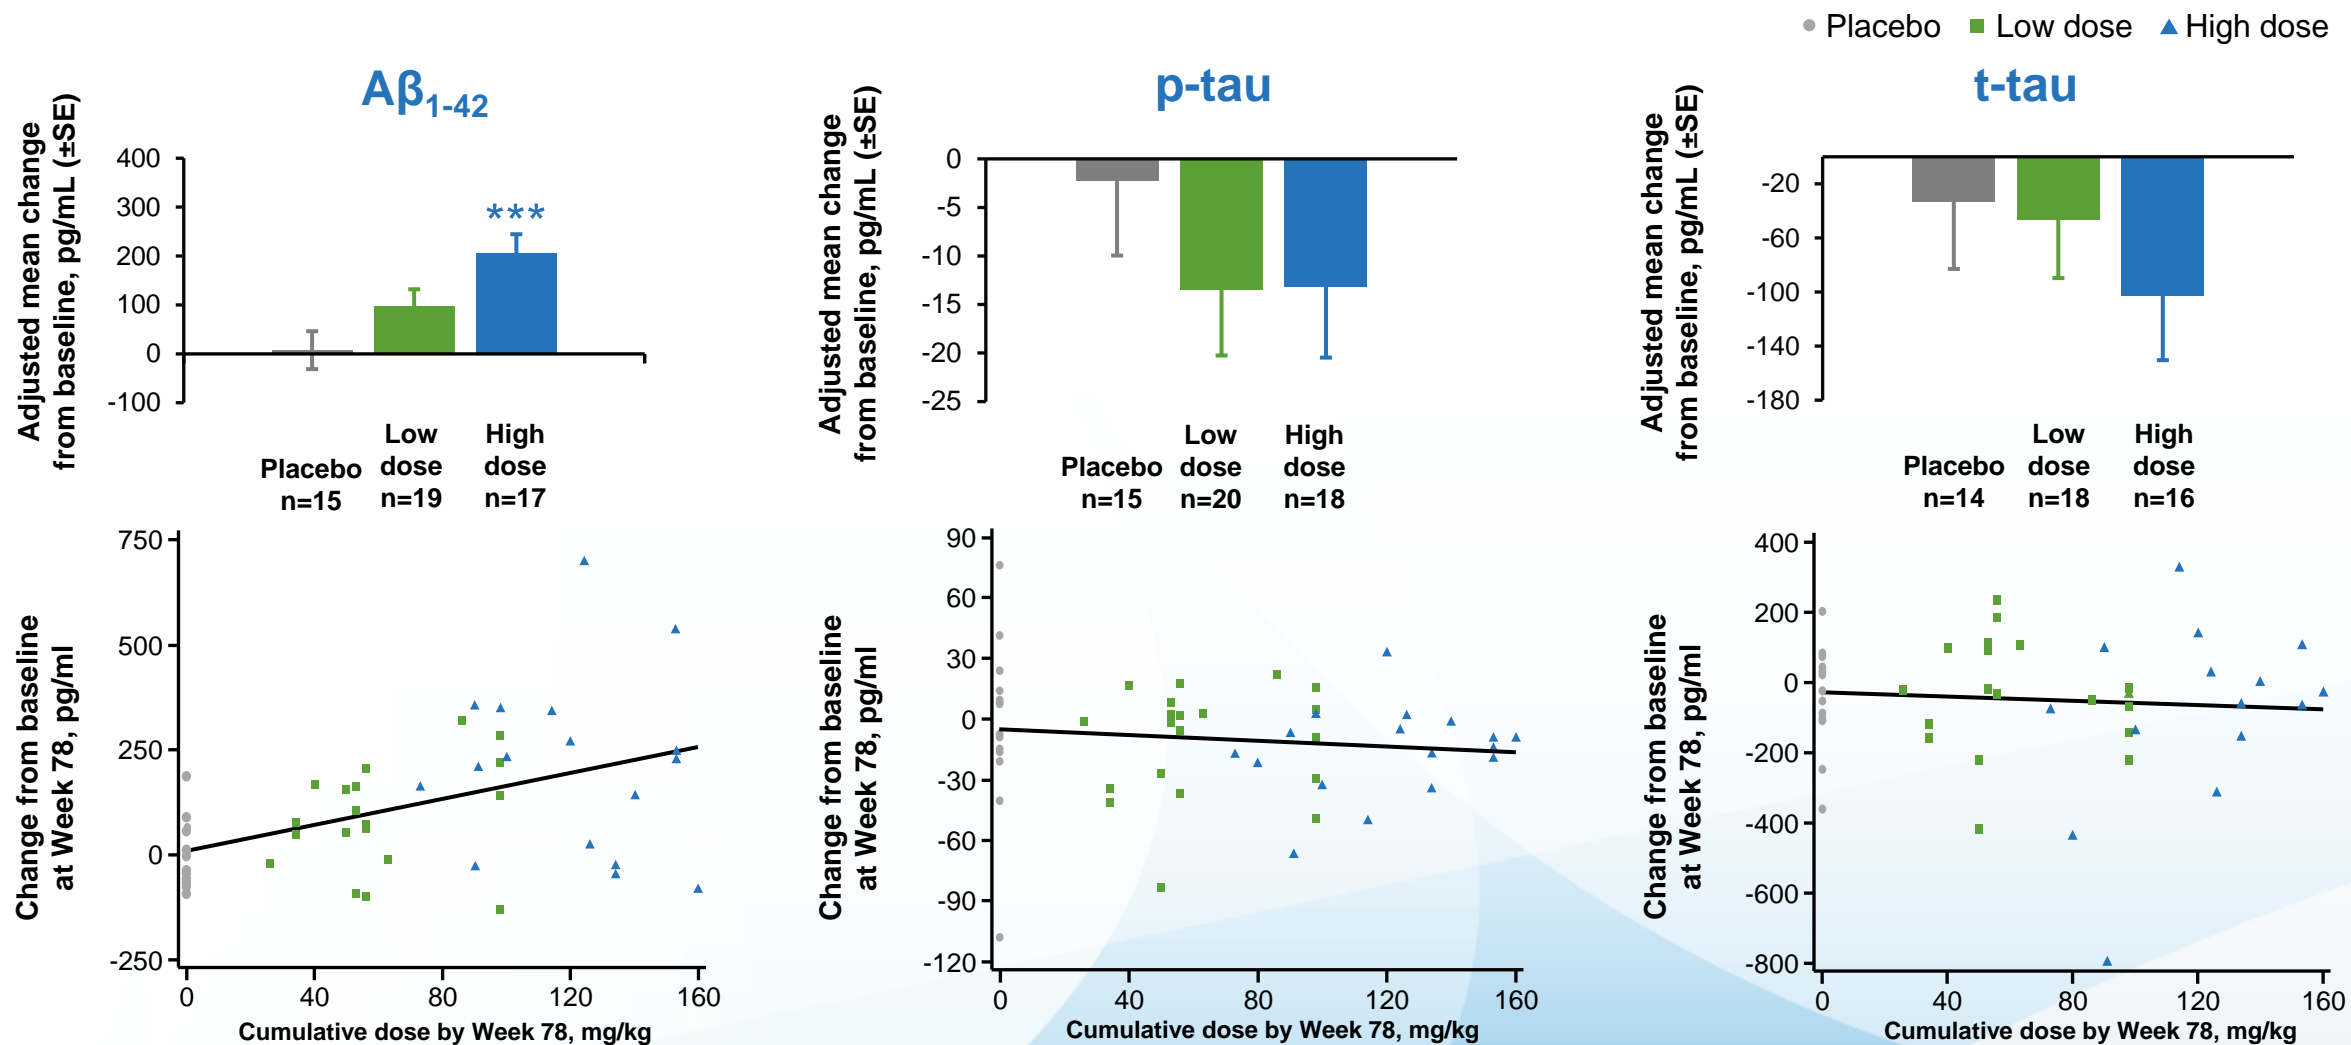 Placebo Low dose High dose
Aβ1-42
Adjusted mean change
from baseline, pg/mL (±SE)
400
300
200
100
0
-100
***
Placebo
n=15
Low
dose
n=19
High
dose
n=17
p-tau
Adjusted mean change
from baseline, pg/mL (±SE)
0
-5
-10
-15
-20
-25
Placebo
n=15
Low
dose
n=20
High
dose
n=18
t-tau
Adjusted mean change
from baseline, pg/mL (±SE)
-20
-60
-100
-140
-180
Placebo
n=14
Low
dose
n=18
High
dose
n=16
Change from baseline
at Week 78, pg/ml
750
500
250
0
-250
0 40 80 120 160
Cumulative dose by Week 78, mg/kg
Change from baseline
at Week 78, pg/ml
90
60
30
0
-30
-60
-90
-120
0 40 80 120 160
Cumulative dose by Week 78, mg/kg
Change from baseline
at Week 78, pg/ml
400
200
0
-200
-400
-600
-800
0 40 80 120 160
Cumulative dose by Week 78, mg/kg